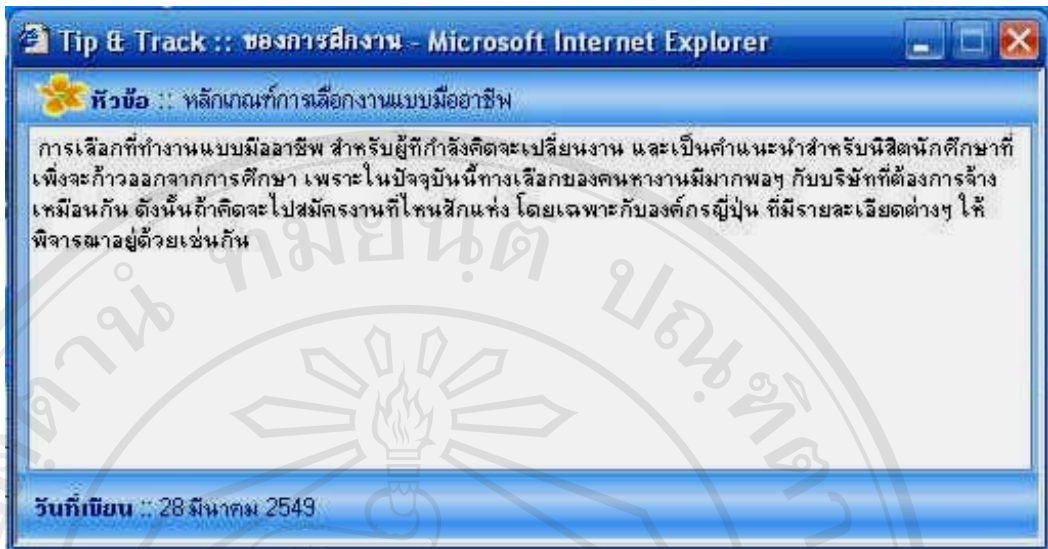 Tip & Track :: ของการฝึกงาน - Microsoft Internet Explorer
หัวข้อ :: หลักเกณฑ์การเลือกงานแบบมืออาชีพ
การเลือกที่ทำงานแบบมืออาชีพ สำหรับผู้ที่กำลังคิดจะเปลี่ยนงาน และเป็นคำแนะนำสำหรับนิสิตนักศึกษาที่
เพิ่งจะก้าวออกจากการศึกษา เพราะในปัจจุบันนี้ทางเลือกของคนหางานมีมากพอๆ กับบริษัทที่ต้องการจ้าง
เหมือนกัน ดังนั้นถ้าคิดจะไปสมัครงานที่ไหนสักแห่ง โดยเฉพาะกับองค์กรญี่ปุ่น ที่มีรายละเอียดต่างๆ ให้
พิจารณาอยู่ด้วยเช่นกัน
วันที่เขียน :: 28 มีนาคม 2549